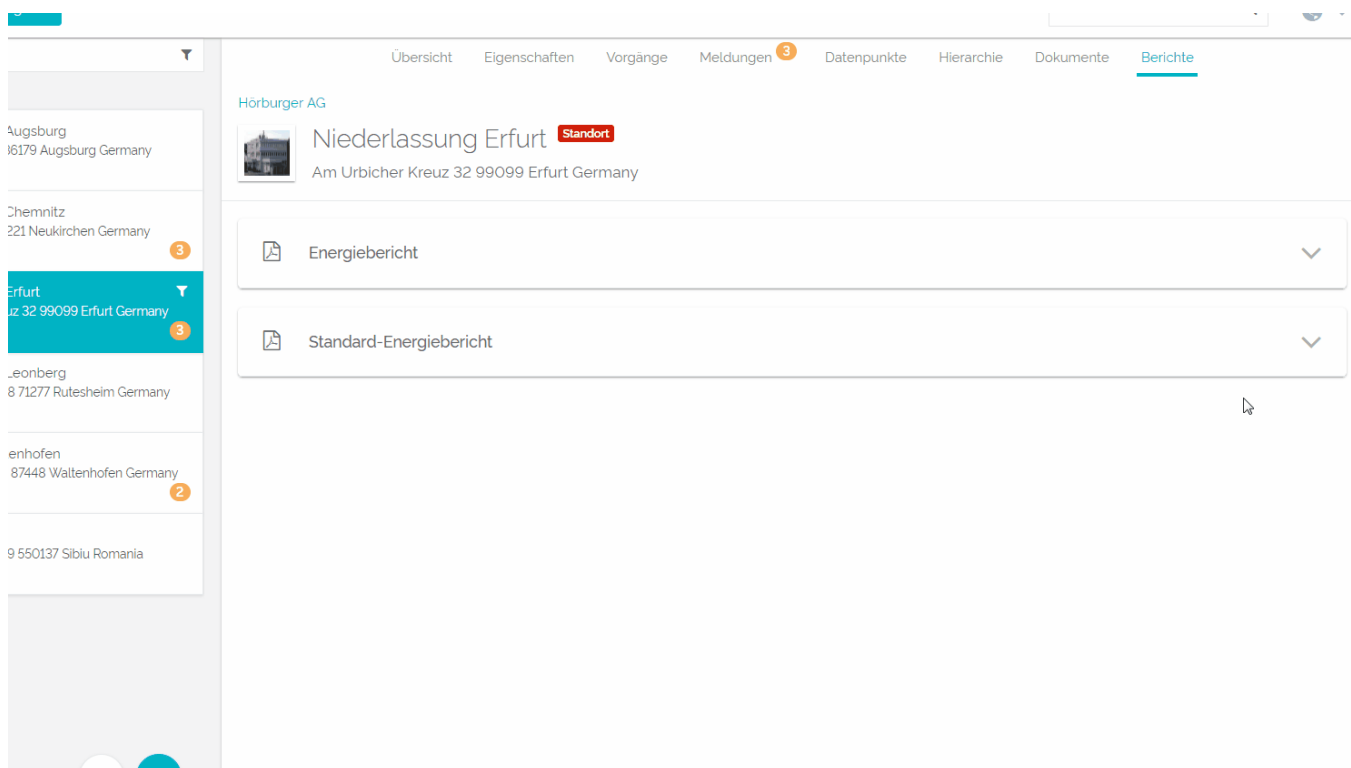 Übersicht Eigenschaften Vorgänge Meldungen 3 Datenpunkte Hierarchie Dokumente Berichte
Hörburger AG
Niederlassung Erfurt Standort
Am Urbicher Kreuz 32 99099 Erfurt Germany
Energiebericht
Standard-Energiebericht
Augsburg
86179 Augsburg Germany
Chemnitz
221 Neukirchen Germany
3
Erfurt
uz 32 99099 Erfurt Germany
3
Leonberg
8 71277 Rutesheim Germany
enhofen
87448 Waltenhofen Germany
2
9 550137 Sibiu Romania